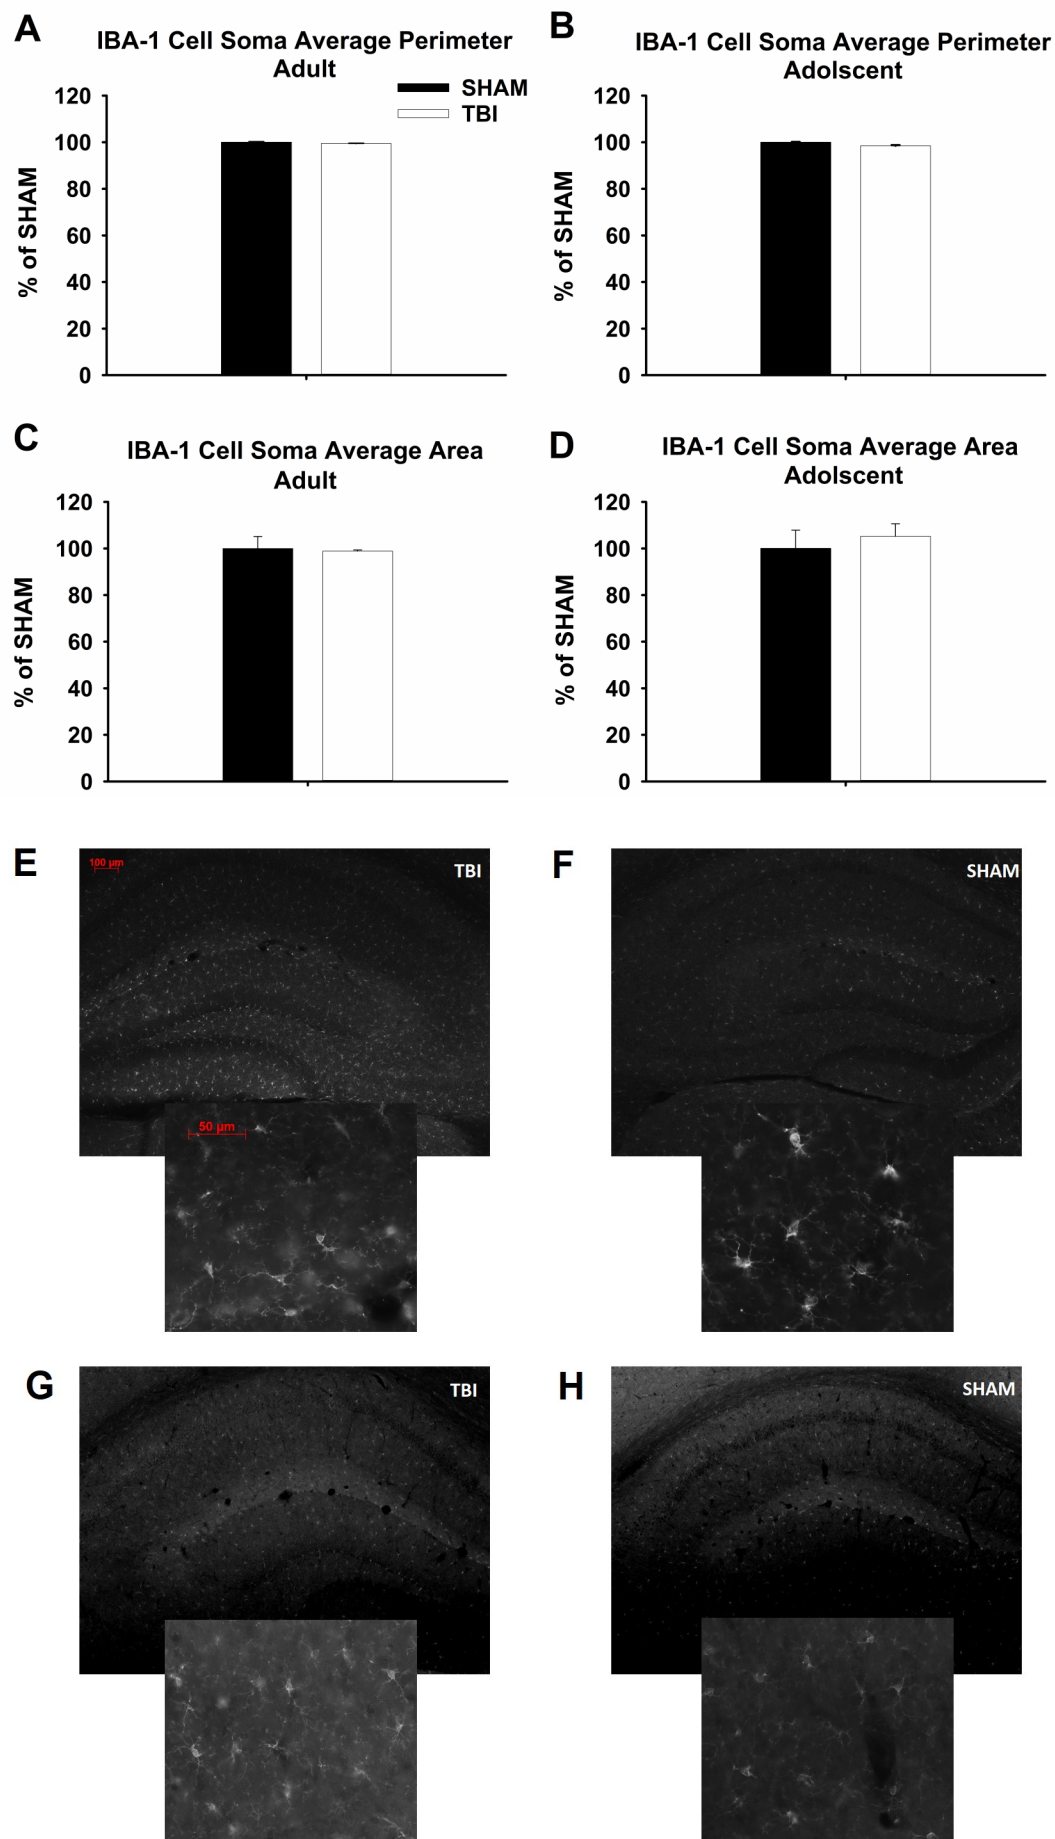 A
IBA-1 Cell Soma Average Perimeter
Adult
SHAM
TBI
120
100
80
60
40
20
0
% of SHAM
B
IBA-1 Cell Soma Average Perimeter
Adolscent
120
100
80
60
40
20
0
% of SHAM
C
IBA-1 Cell Soma Average Area
Adult
120
100
80
60
40
20
0
% of SHAM
D
IBA-1 Cell Soma Average Area
Adolscent
120
100
80
60
40
20
0
% of SHAM
E
100 µm
TBI
50 µm
F
SHAM
G
TBI
H
SHAM